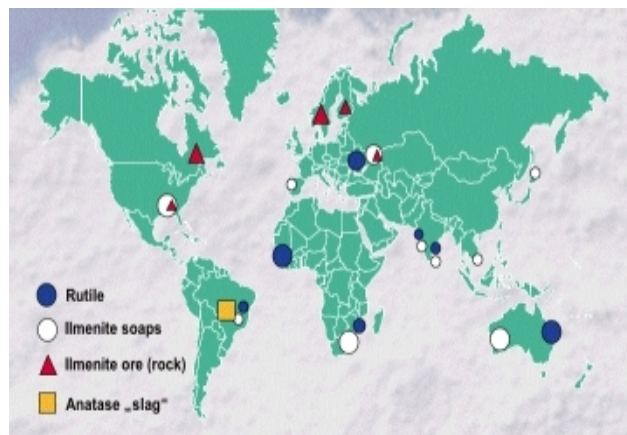 Rutile
Ilmenite soaps
Ilmenite ore (rock)
Anatase „slag“